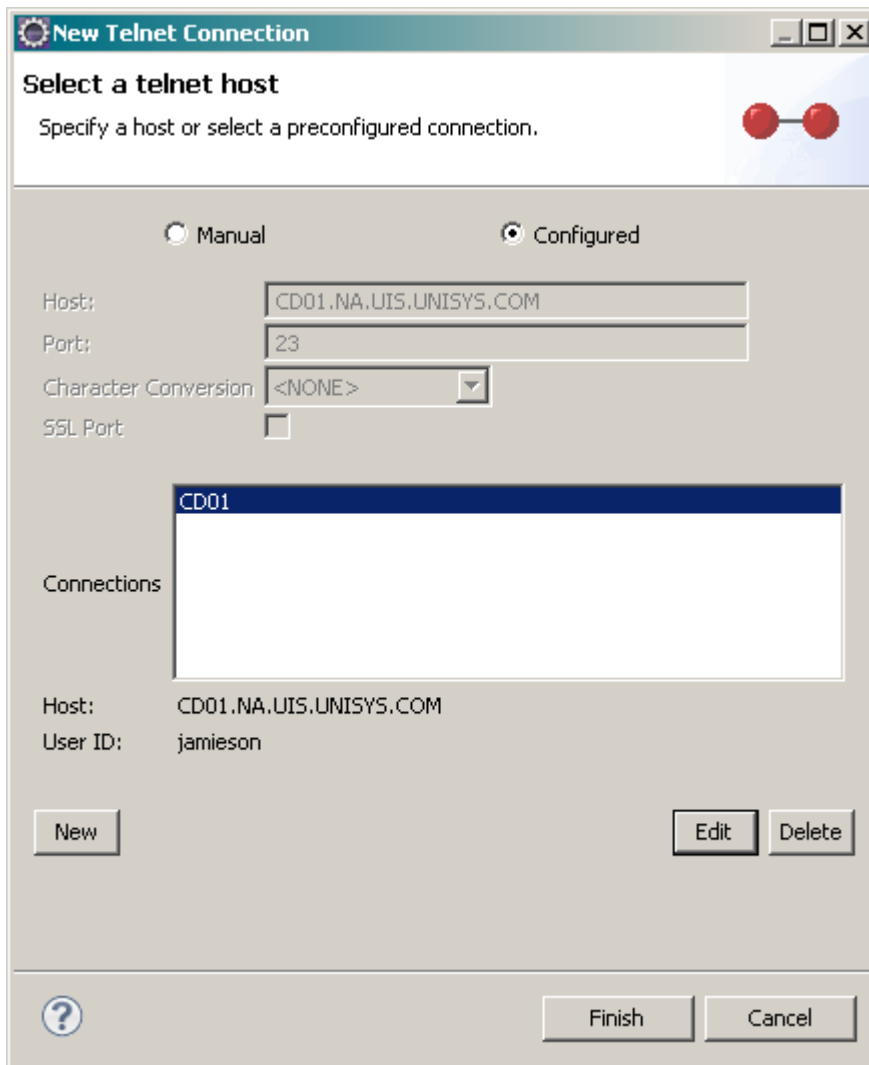 New Telnet Connection
Select a telnet host
Specify a host or select a preconfigured connection.
Manual Configured
Host: CD01.NA.UIS.UNISYS.COM
Port: 23
Character Conversion <NONE>
SSL Port
CD01
Connections
Host: CD01.NA.UIS.UNISYS.COM
User ID: jamieson
New Edit Delete
? Finish Cancel